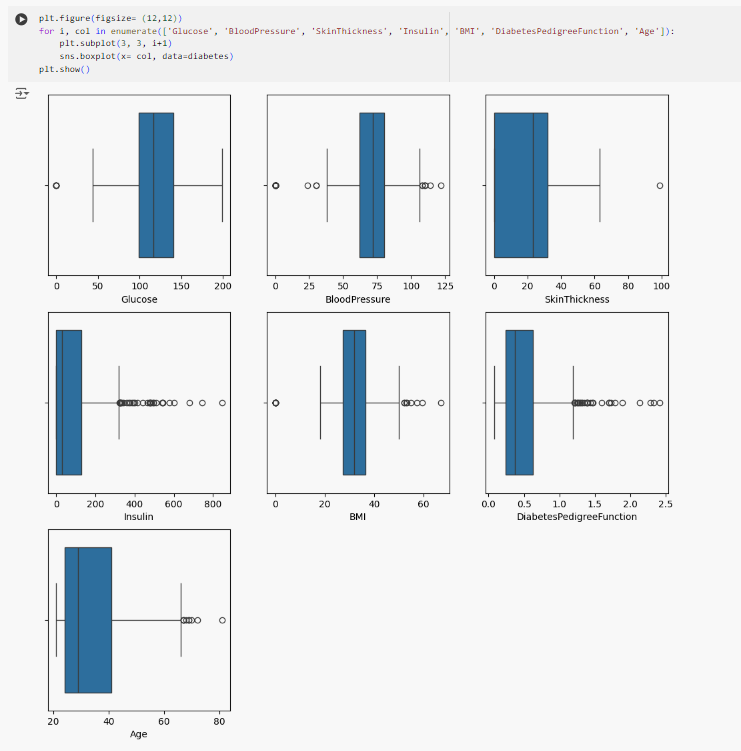 plt.figure(figsize= (12,12))
for i, col in enumerate(['Glucose', 'BloodPressure', 'SkinThickness', 'Insulin', 'BMI', 'DiabetesPedigreeFunction', 'Age']):
    plt.subplot(3, 3, i+1)
    sns.boxplot(x= col, data=diabetes)
plt.show()
0 50 100 150 200
Glucose
0 25 50 75 100 125
BloodPressure
0 20 40 60 80 100
SkinThickness
0 200 400 600 800
Insulin
0 20 40 60
BMI
0.0 0.5 1.0 1.5 2.0 2.5
DiabetesPedigreeFunction
20 40 60 80
Age